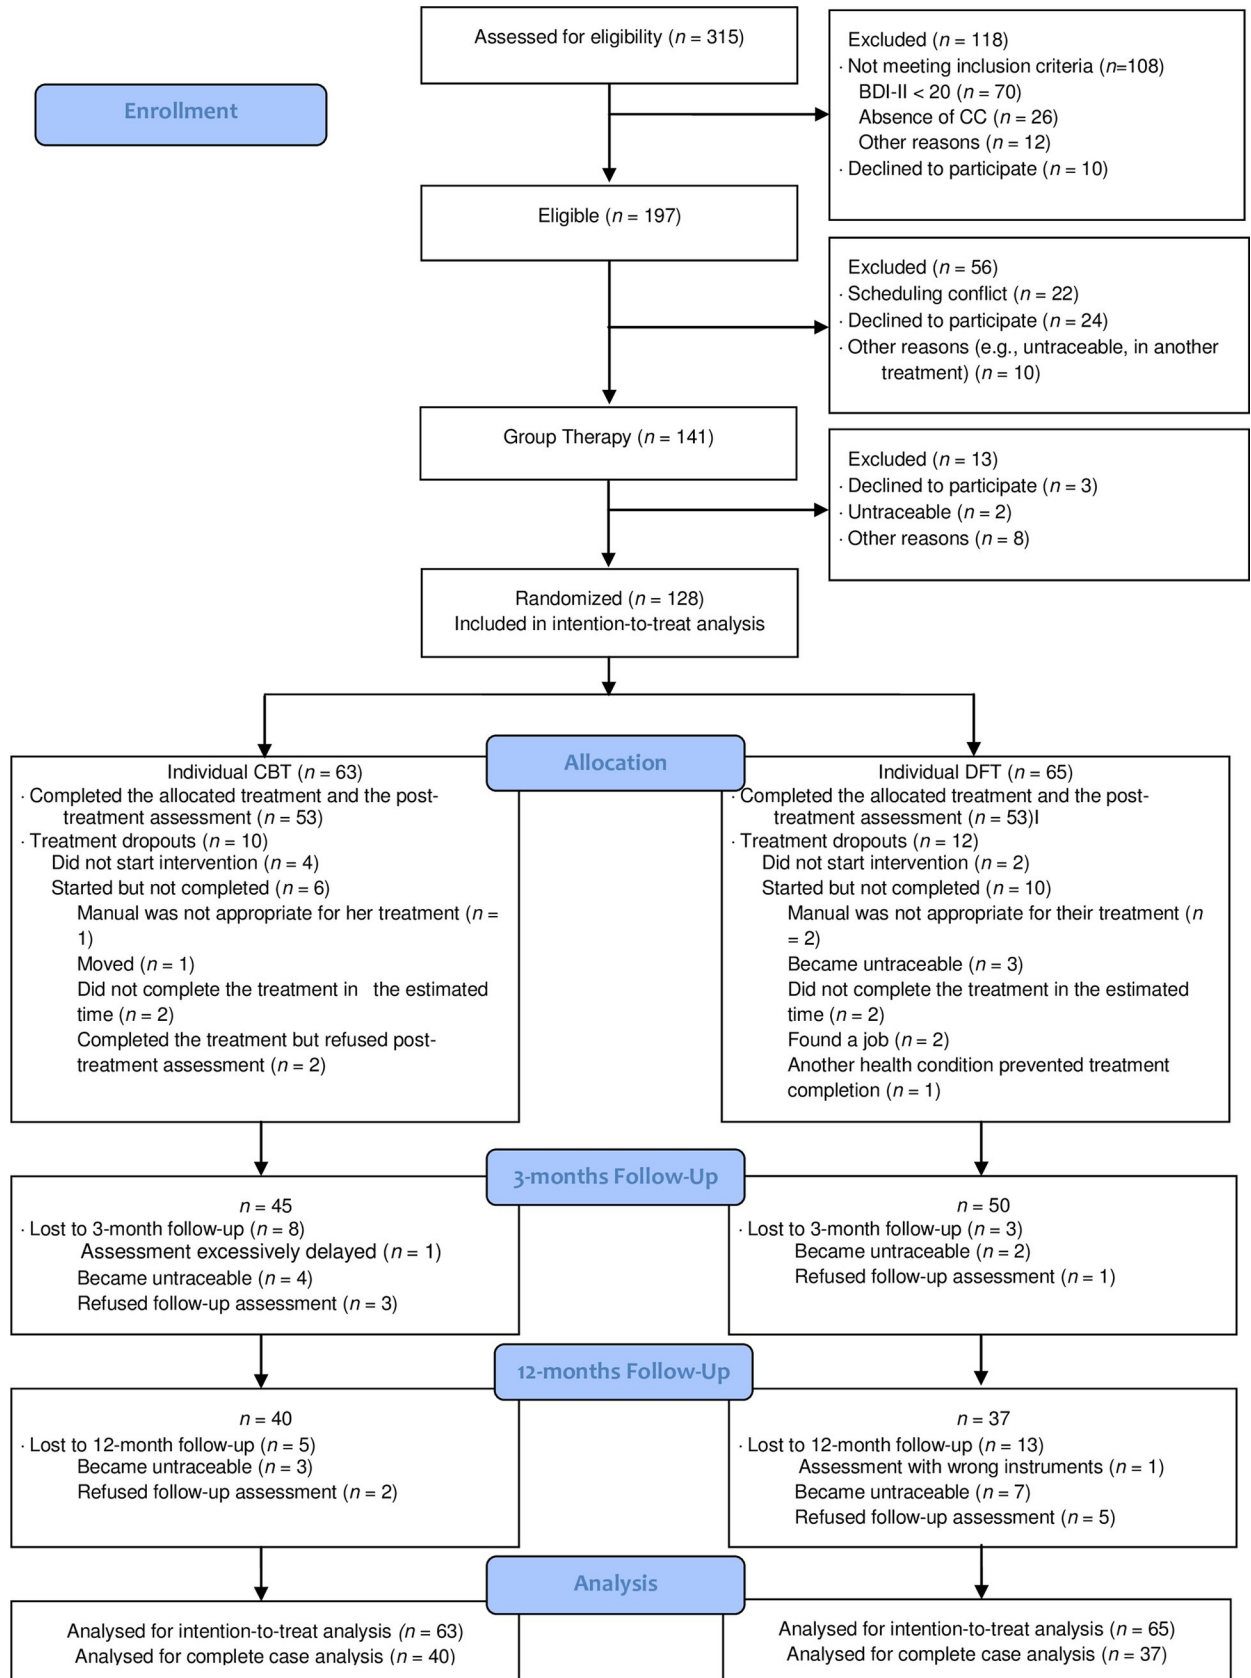 Assessed for eligibility (n = 315)
Excluded (n = 118)
· Not meeting inclusion criteria (n=108)
BDI-II < 20 (n = 70)
Absence of CC (n = 26)
Other reasons (n = 12)
· Declined to participate (n = 10)
Enrollment
Eligible (n = 197)
Excluded (n = 56)
· Scheduling conflict (n = 22)
· Declined to participate (n = 24)
· Other reasons (e.g., untraceable, in another
treatment) (n = 10)
Group Therapy (n = 141)
Excluded (n = 13)
· Declined to participate (n = 3)
· Untraceable (n = 2)
· Other reasons (n = 8)
Randomized (n = 128)
Included in intention-to-treat analysis
Allocation
Individual CBT (n = 63)
· Completed the allocated treatment and the post-
treatment assessment (n = 53)
· Treatment dropouts (n = 10)
Did not start intervention (n = 4)
Started but not completed (n = 6)
Manual was not appropriate for her treatment (n =
1)
Moved (n = 1)
Did not complete the treatment in the estimated
time (n = 2)
Completed the treatment but refused post-
treatment assessment (n = 2)
Individual DFT (n = 65)
· Completed the allocated treatment and the post-
treatment assessment (n = 53)I
· Treatment dropouts (n = 12)
Did not start intervention (n = 2)
Started but not completed (n = 10)
Manual was not appropriate for their treatment (n
= 2)
Became untraceable (n = 3)
Did not complete the treatment in the estimated
time (n = 2)
Found a job (n = 2)
Another health condition prevented treatment
completion (n = 1)
3-months Follow-Up
n = 45
· Lost to 3-month follow-up (n = 8)
Assessment excessively delayed (n = 1)
Became untraceable (n = 4)
Refused follow-up assessment (n = 3)
n = 50
· Lost to 3-month follow-up (n = 3)
Became untraceable (n = 2)
Refused follow-up assessment (n = 1)
12-months Follow-Up
n = 40
· Lost to 12-month follow-up (n = 5)
Became untraceable (n = 3)
Refused follow-up assessment (n = 2)
n = 37
· Lost to 12-month follow-up (n = 13)
Assessment with wrong instruments (n = 1)
Became untraceable (n = 7)
Refused follow-up assessment (n = 5)
Analysis
Analysed for intention-to-treat analysis (n = 63)
Analysed for complete case analysis (n = 40)
Analysed for intention-to-treat analysis (n = 65)
Analysed for complete case analysis (n = 37)